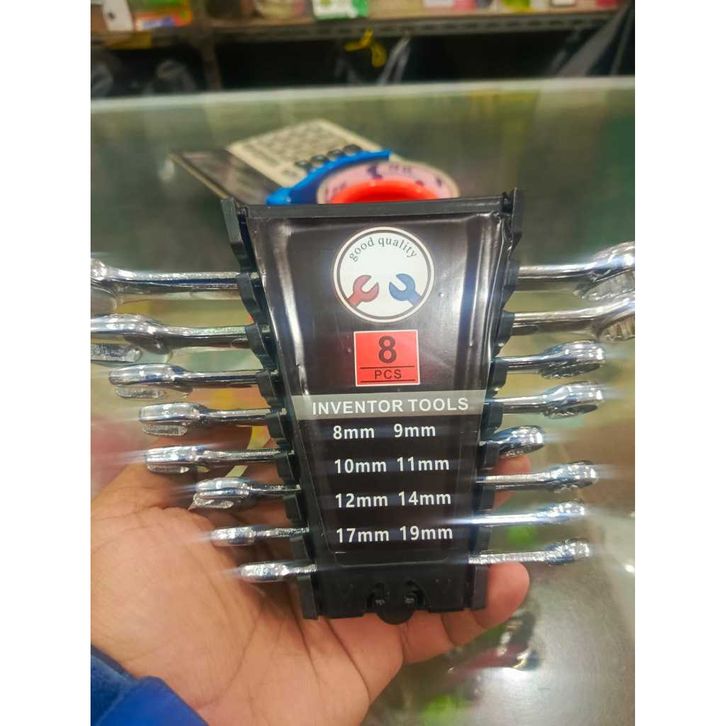 good quality
8
PCS
INVENTOR TOOLS
8mm 9mm
10mm 11mm
12mm 14mm
17mm 19mm